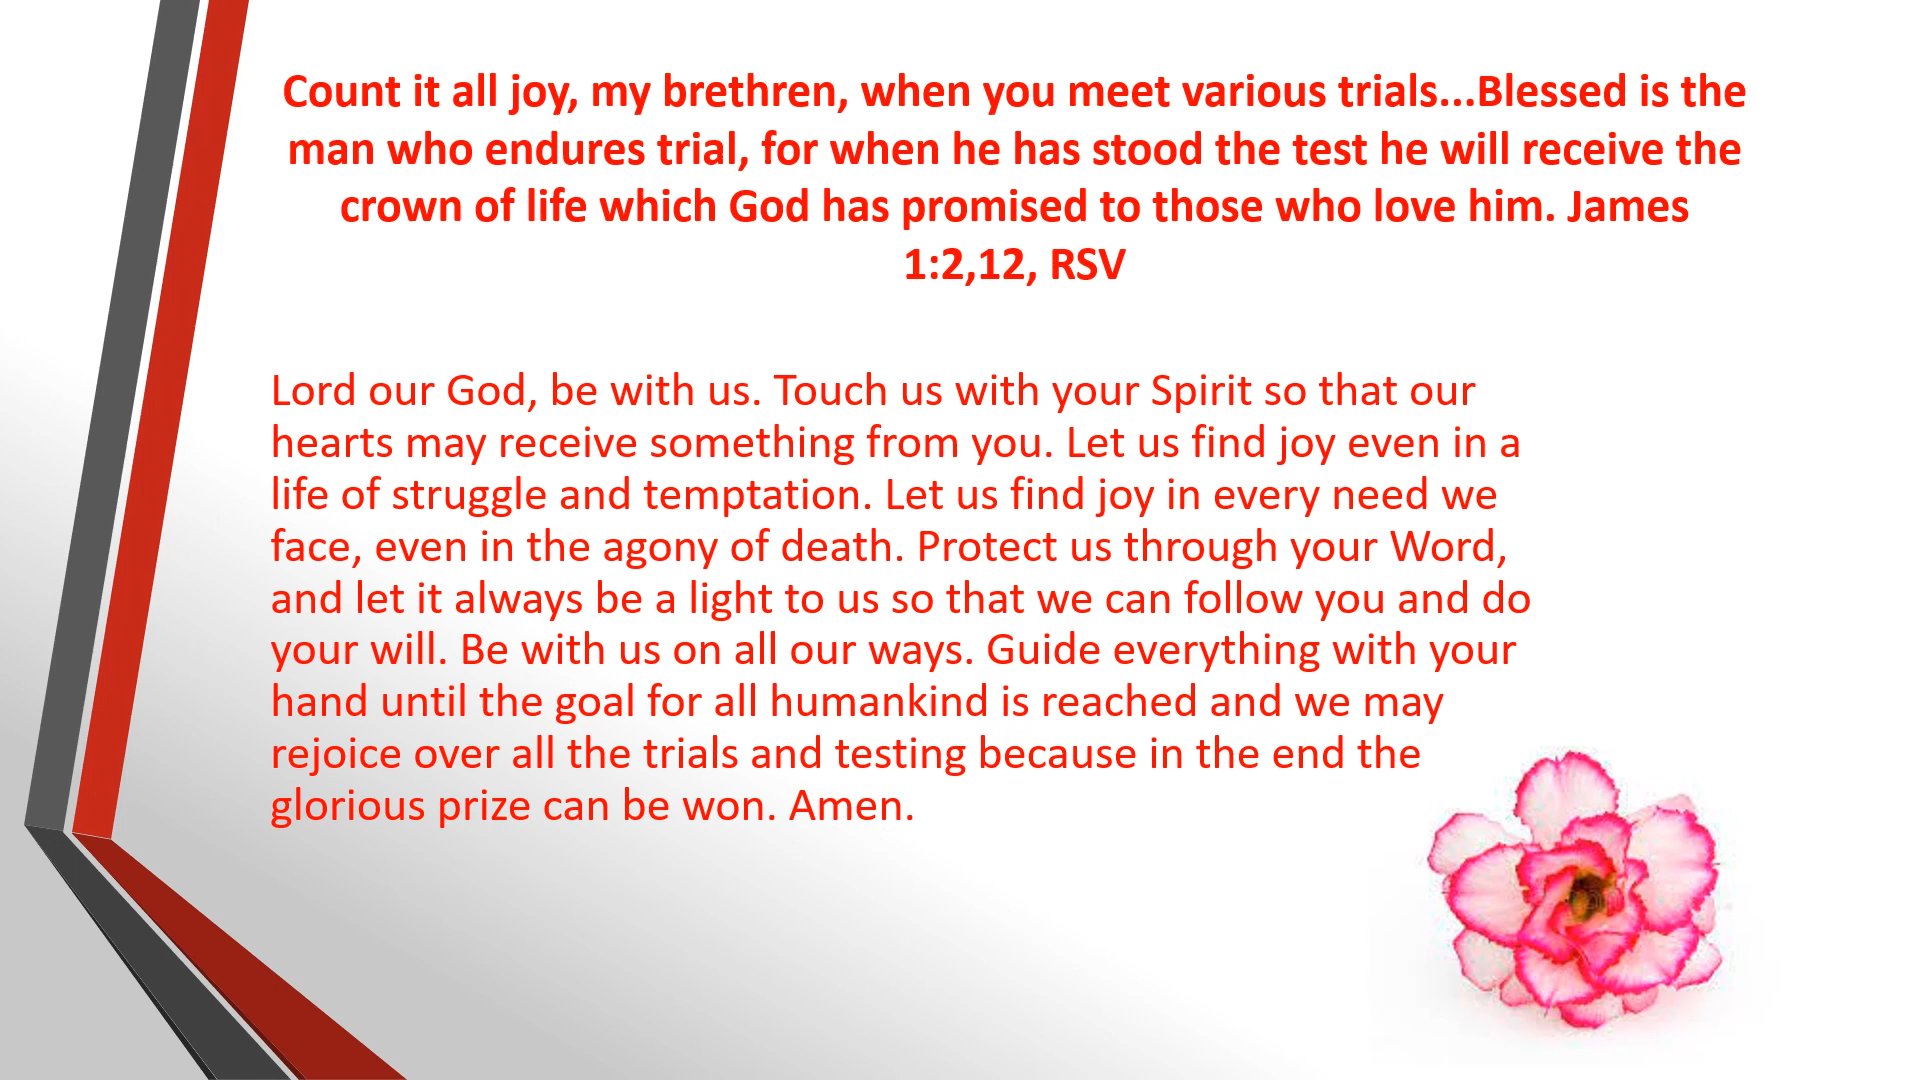 Count it all joy, my brethren, when you meet various trials...Blessed is the
man who endures trial, for when he has stood the test he will receive the
crown of life which God has promised to those who love him. James
1:2,12, RSV
Lord our God, be with us. Touch us with your Spirit so that our
hearts may receive something from you. Let us find joy even in a
life of struggle and temptation. Let us find joy in every need we
face, even in the agony of death. Protect us through your Word,
and let it always be a light to us so that we can follow you and do
your will. Be with us on all our ways. Guide everything with your
hand until the goal for all humankind is reached and we may
rejoice over all the trials and testing because in the end the
glorious prize can be won. Amen.